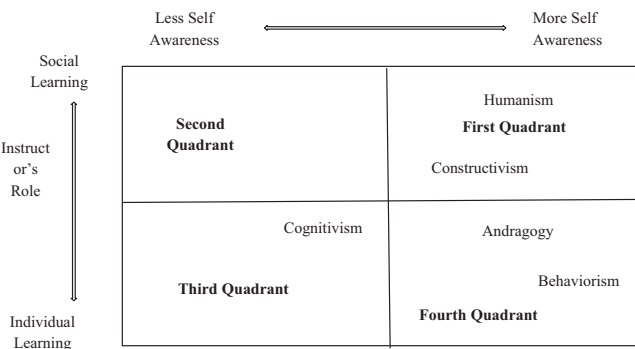 Less Self
Awareness
More Self
Awareness
Social
Learning
Instruct
or's
Role
Individual
Learning
Second
Quadrant
Humanism
First Quadrant
Constructivism
Cognitivism
Third Quadrant
Andragogy
Behaviorism
Fourth Quadrant